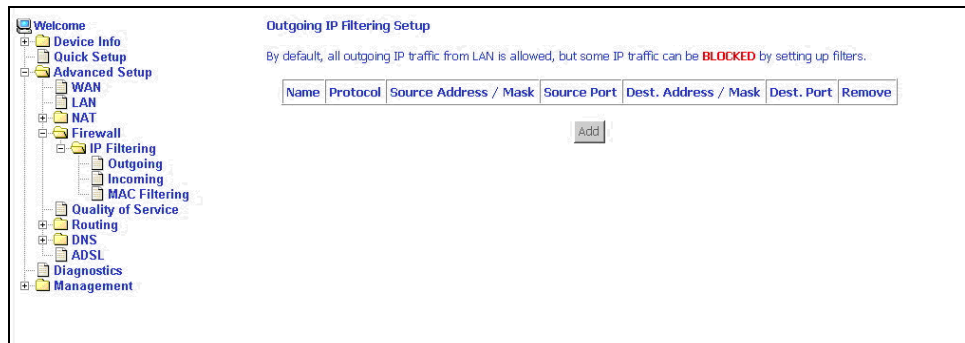 Welcome
Device Info
Quick Setup
Advanced Setup
WAN
LAN
NAT
Firewall
IP Filtering
Outgoing
Incoming
MAC Filtering
Quality of Service
Routing
DNS
ADSL
Diagnostics
Management
Outgoing IP Filtering Setup
By default, all outgoing IP traffic from LAN is allowed, but some IP traffic can be BLOCKED by setting up filters.
Name Protocol Source Address / Mask Source Port Dest. Address / Mask Dest. Port Remove
Add